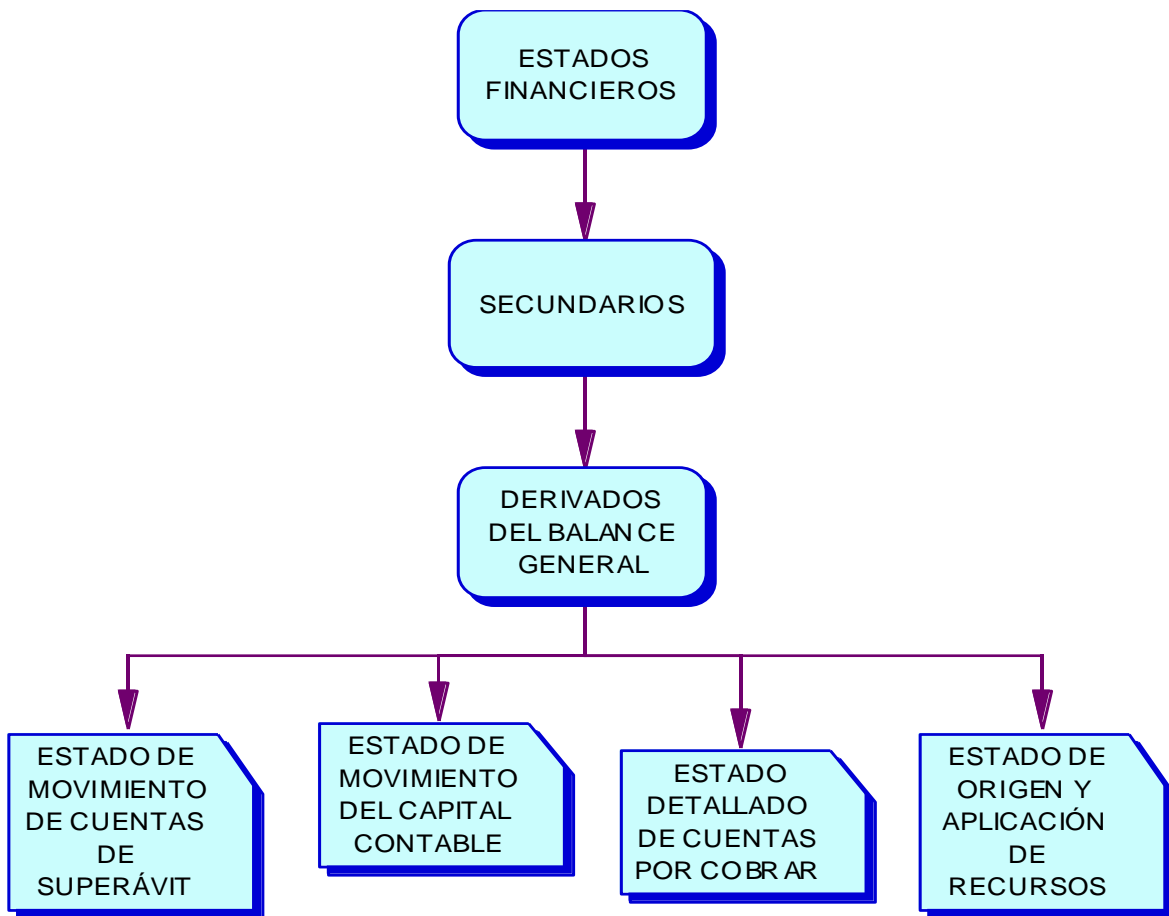 ESTADOS
FINANCIEROS
SECUNDARIOS
DERIVADOS
DEL BALANCE
GENERAL
ESTADO DE
MOVIMIENTO
DE CUENTAS
DE
SUPERÁVIT
ESTADO DE
MOVIMIENTO
DEL CAPITAL
CONTABLE
ESTADO
DETALLADO
DE CUENTAS
POR COBRAR
ESTADO DE
ORIGEN Y
APLICACIÓN
DE
RECURSOS